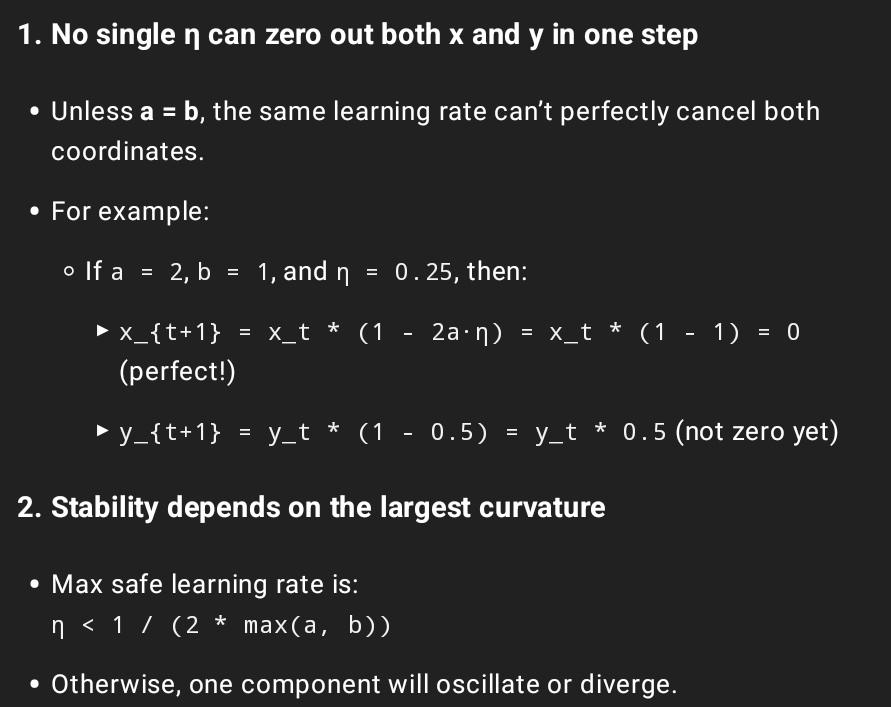 1. No single η can zero out both x and y in one step
• Unless a = b, the same learning rate can’t perfectly cancel both
coordinates.
• For example:
◦ If a = 2, b = 1, and η = 0.25, then:
▸ x_{t+1} = x_t * (1 - 2a·η) = x_t * (1 - 1) = 0
(perfect!)
▸ y_{t+1} = y_t * (1 - 0.5) = y_t * 0.5 (not zero yet)
2. Stability depends on the largest curvature
• Max safe learning rate is:
η < 1 / (2 * max(a, b))
• Otherwise, one component will oscillate or diverge.